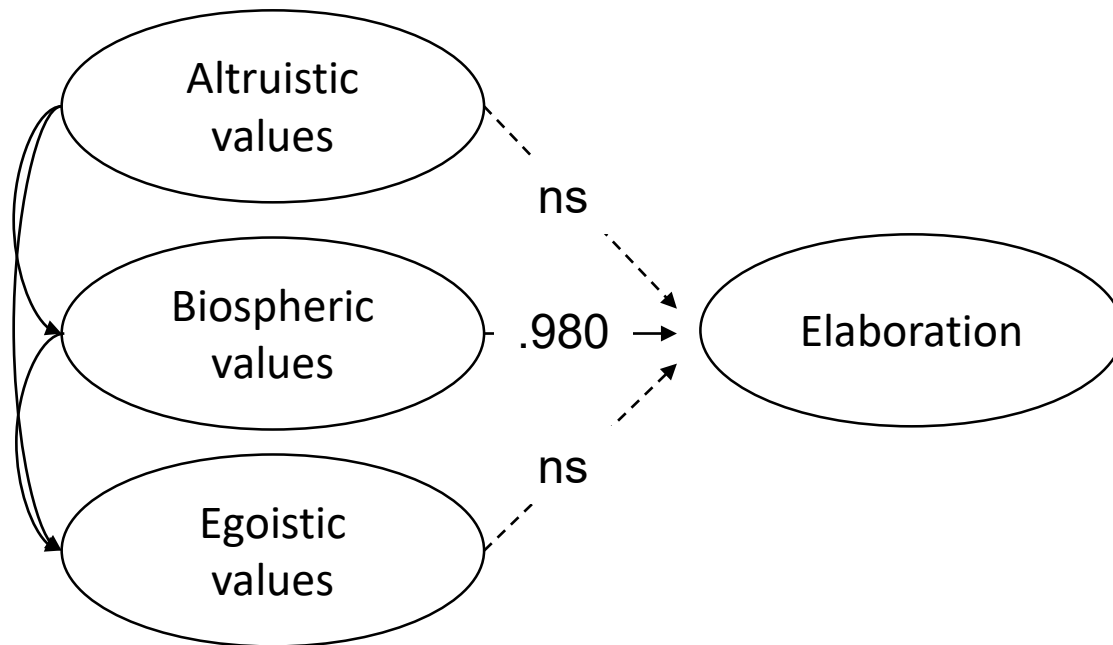 Altruistic
values
ns
Biospheric
values
.980
Elaboration
ns
Egoistic
values